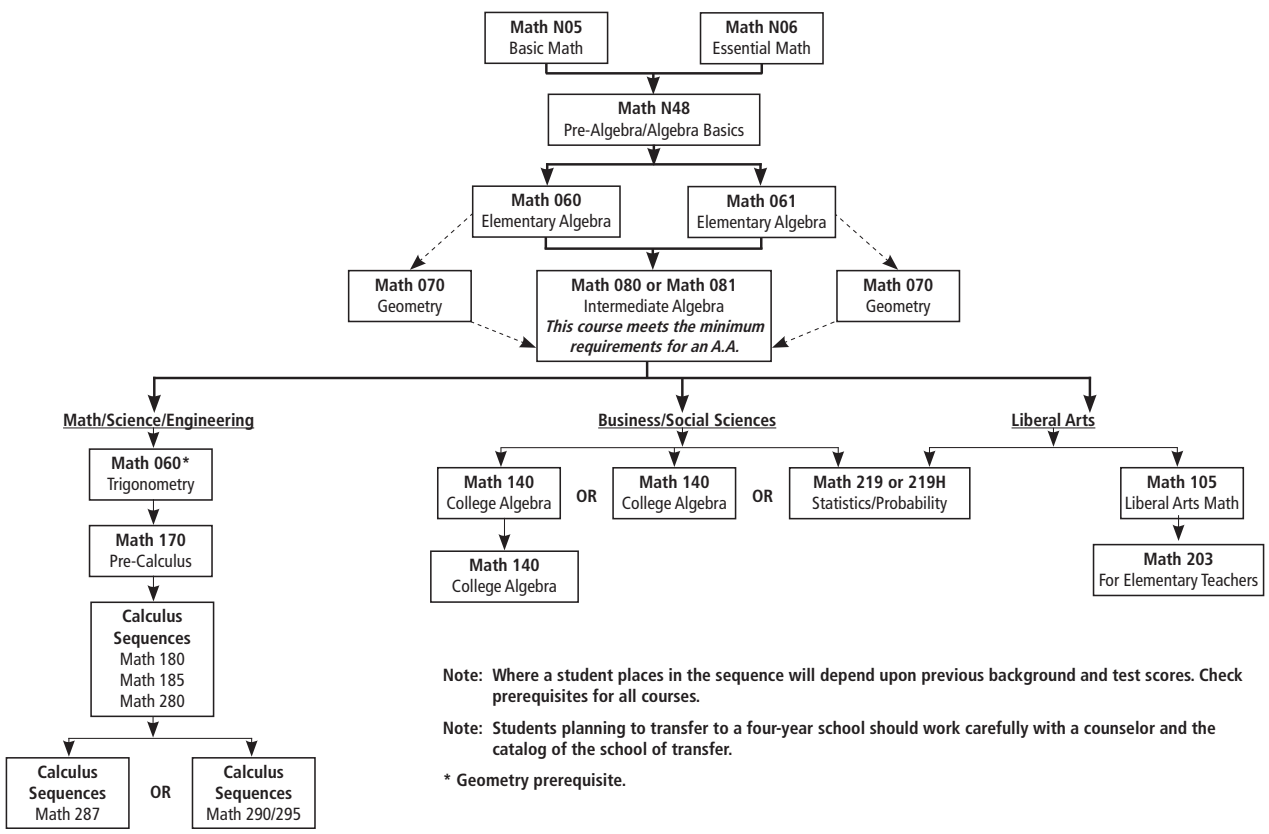 Math N05
Basic Math
Math N06
Essential Math
Math N48
Pre-Algebra/Algebra Basics
Math 060
Elementary Algebra
Math 061
Elementary Algebra
Math 070
Geometry
Math 080 or Math 081
Intermediate Algebra
This course meets the minimum
requirements for an A.A.
Math 070
Geometry
Math/Science/Engineering
Business/Social Sciences
Liberal Arts
Math 060*
Trigonometry
Math 170
Pre-Calculus
Calculus
Sequences
Math 180
Math 185
Math 280
Calculus
Sequences
Math 287
OR
Calculus
Sequences
Math 290/295
Math 140
College Algebra
OR
Math 140
College Algebra
OR
Math 219 or 219H
Statistics/Probability
Math 140
College Algebra
Math 105
Liberal Arts Math
Math 203
For Elementary Teachers
Note: Where a student places in the sequence will depend upon previous background and test scores. Check
prerequisites for all courses.
Note: Students planning to transfer to a four-year school should work carefully with a counselor and the
catalog of the school of transfer.
* Geometry prerequisite.